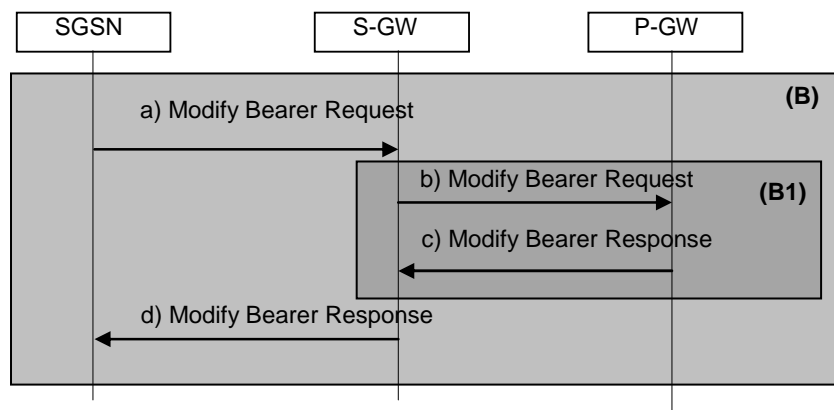 SGSN
S-GW
P-GW
(B)
a) Modify Bearer Request
b) Modify Bearer Request
(B1)
c) Modify Bearer Response
d) Modify Bearer Response